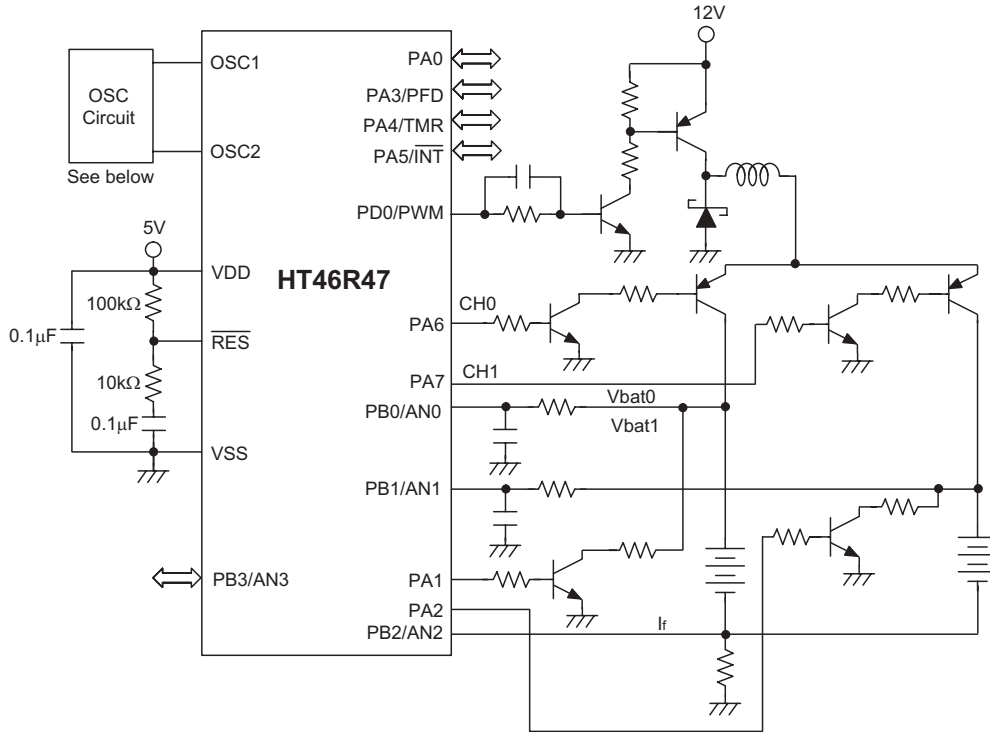 12V
OSC1
OSC
Circuit
OSC2
See below
PA0
PA3/PFD
PA4/TMR
PA5/INT
PD0/PWM
5V
VDD
HT46R47
100kΩ
0.1µF
RES
10kΩ
0.1µF
VSS
CH0
PA6
CH1
PA7
PB0/AN0
Vbat0
Vbat1
PB1/AN1
PB3/AN3
PA1
PA2
PB2/AN2
If